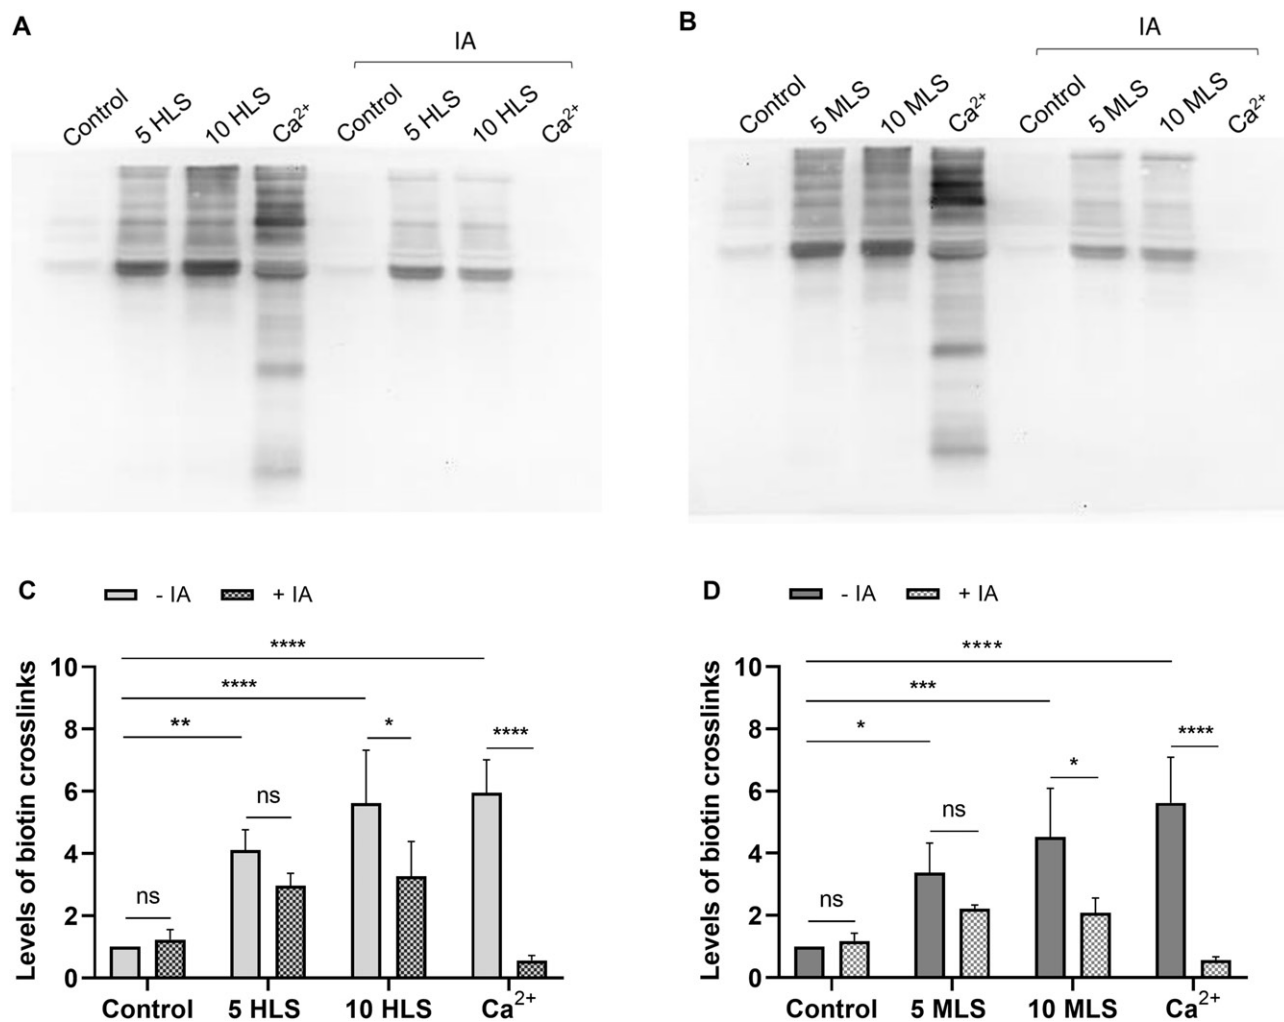 A
IA
Control
5 HLS
10 HLS
Ca²⁺
Control
5 HLS
10 HLS
Ca²⁺
B
IA
Control
5 MLS
10 MLS
Ca²⁺
Control
5 MLS
10 MLS
Ca²⁺
C
- IA
+ IA
Levels of biotin crosslinks
10
8
6
4
2
0
****
****
**
*
****
ns
ns
Control
5 HLS
10 HLS
Ca²⁺
D
- IA
+ IA
Levels of biotin crosslinks
10
8
6
4
2
0
****
***
*
****
*
ns
ns
Control
5 MLS
10 MLS
Ca²⁺